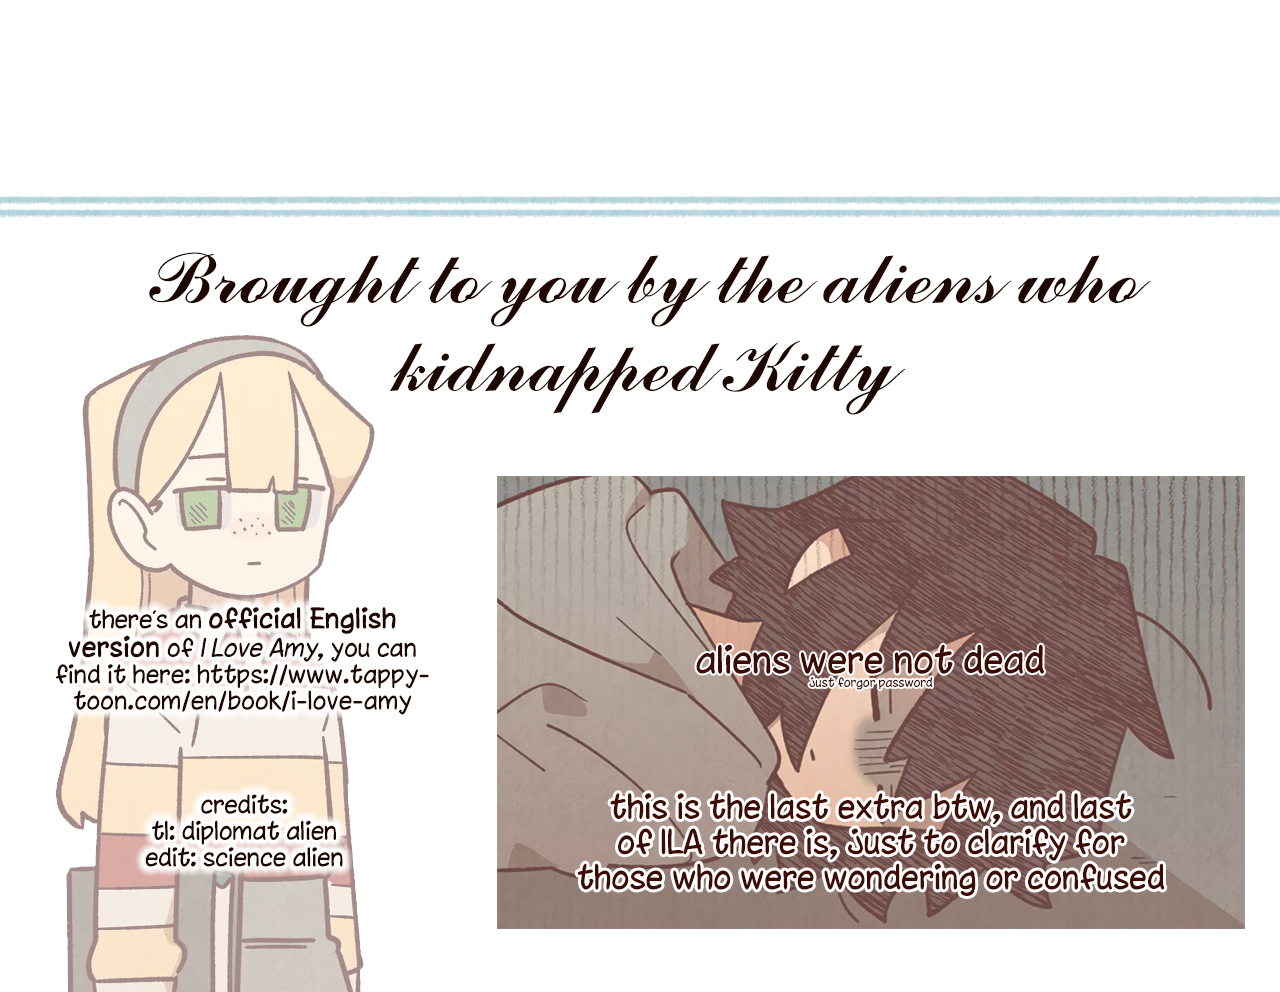 Brought to you by the aliens who
kidnapped Kitty
there's an official English
version of I Love Amy, you can
find it here: https://www.tappy-
toon.com/en/book/i-love-amy
credits:
tl: diplomat alien
edit: science alien
aliens were not dead
just forgor password
this is the last extra btw, and last
of ILA there is, just to clarify for
those who were wondering or confused